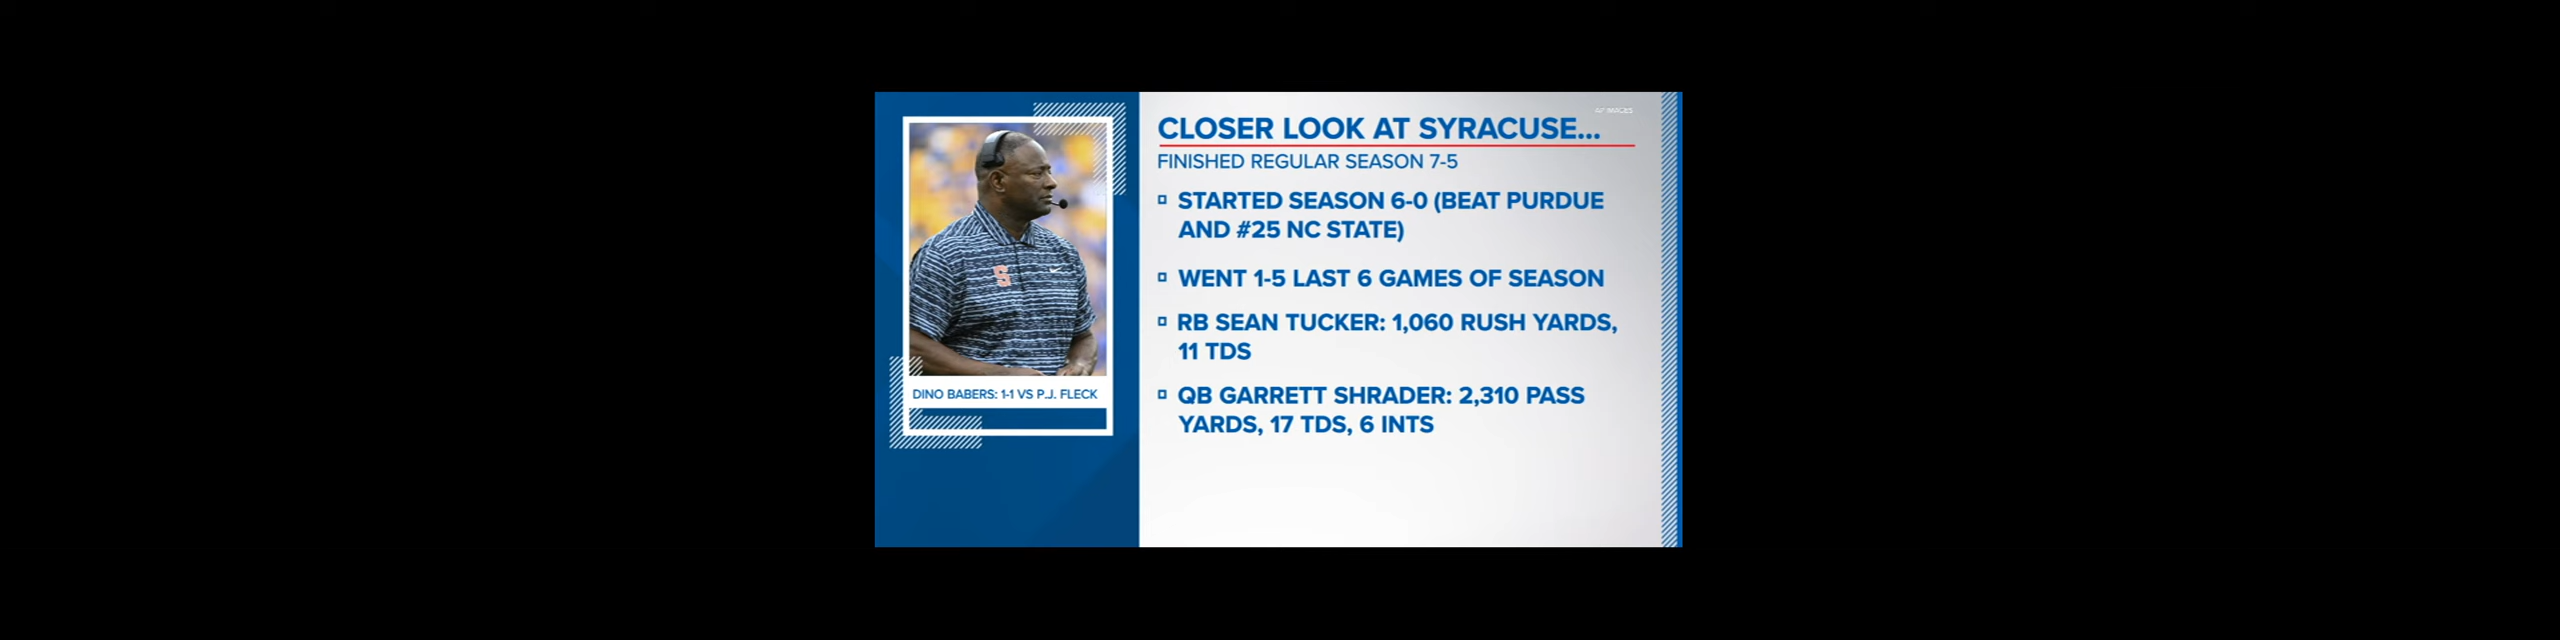 AP IMAGES
CLOSER LOOK AT SYRACUSE...
FINISHED REGULAR SEASON 7-5
STARTED SEASON 6-0 (BEAT PURDUE
AND #25 NC STATE)
WENT 1-5 LAST 6 GAMES OF SEASON
RB SEAN TUCKER: 1,060 RUSH YARDS,
11 TDS
QB GARRETT SHRADER: 2,310 PASS
YARDS, 17 TDS, 6 INTS
S
DINO BABERS: 1-1 VS P.J. FLECK